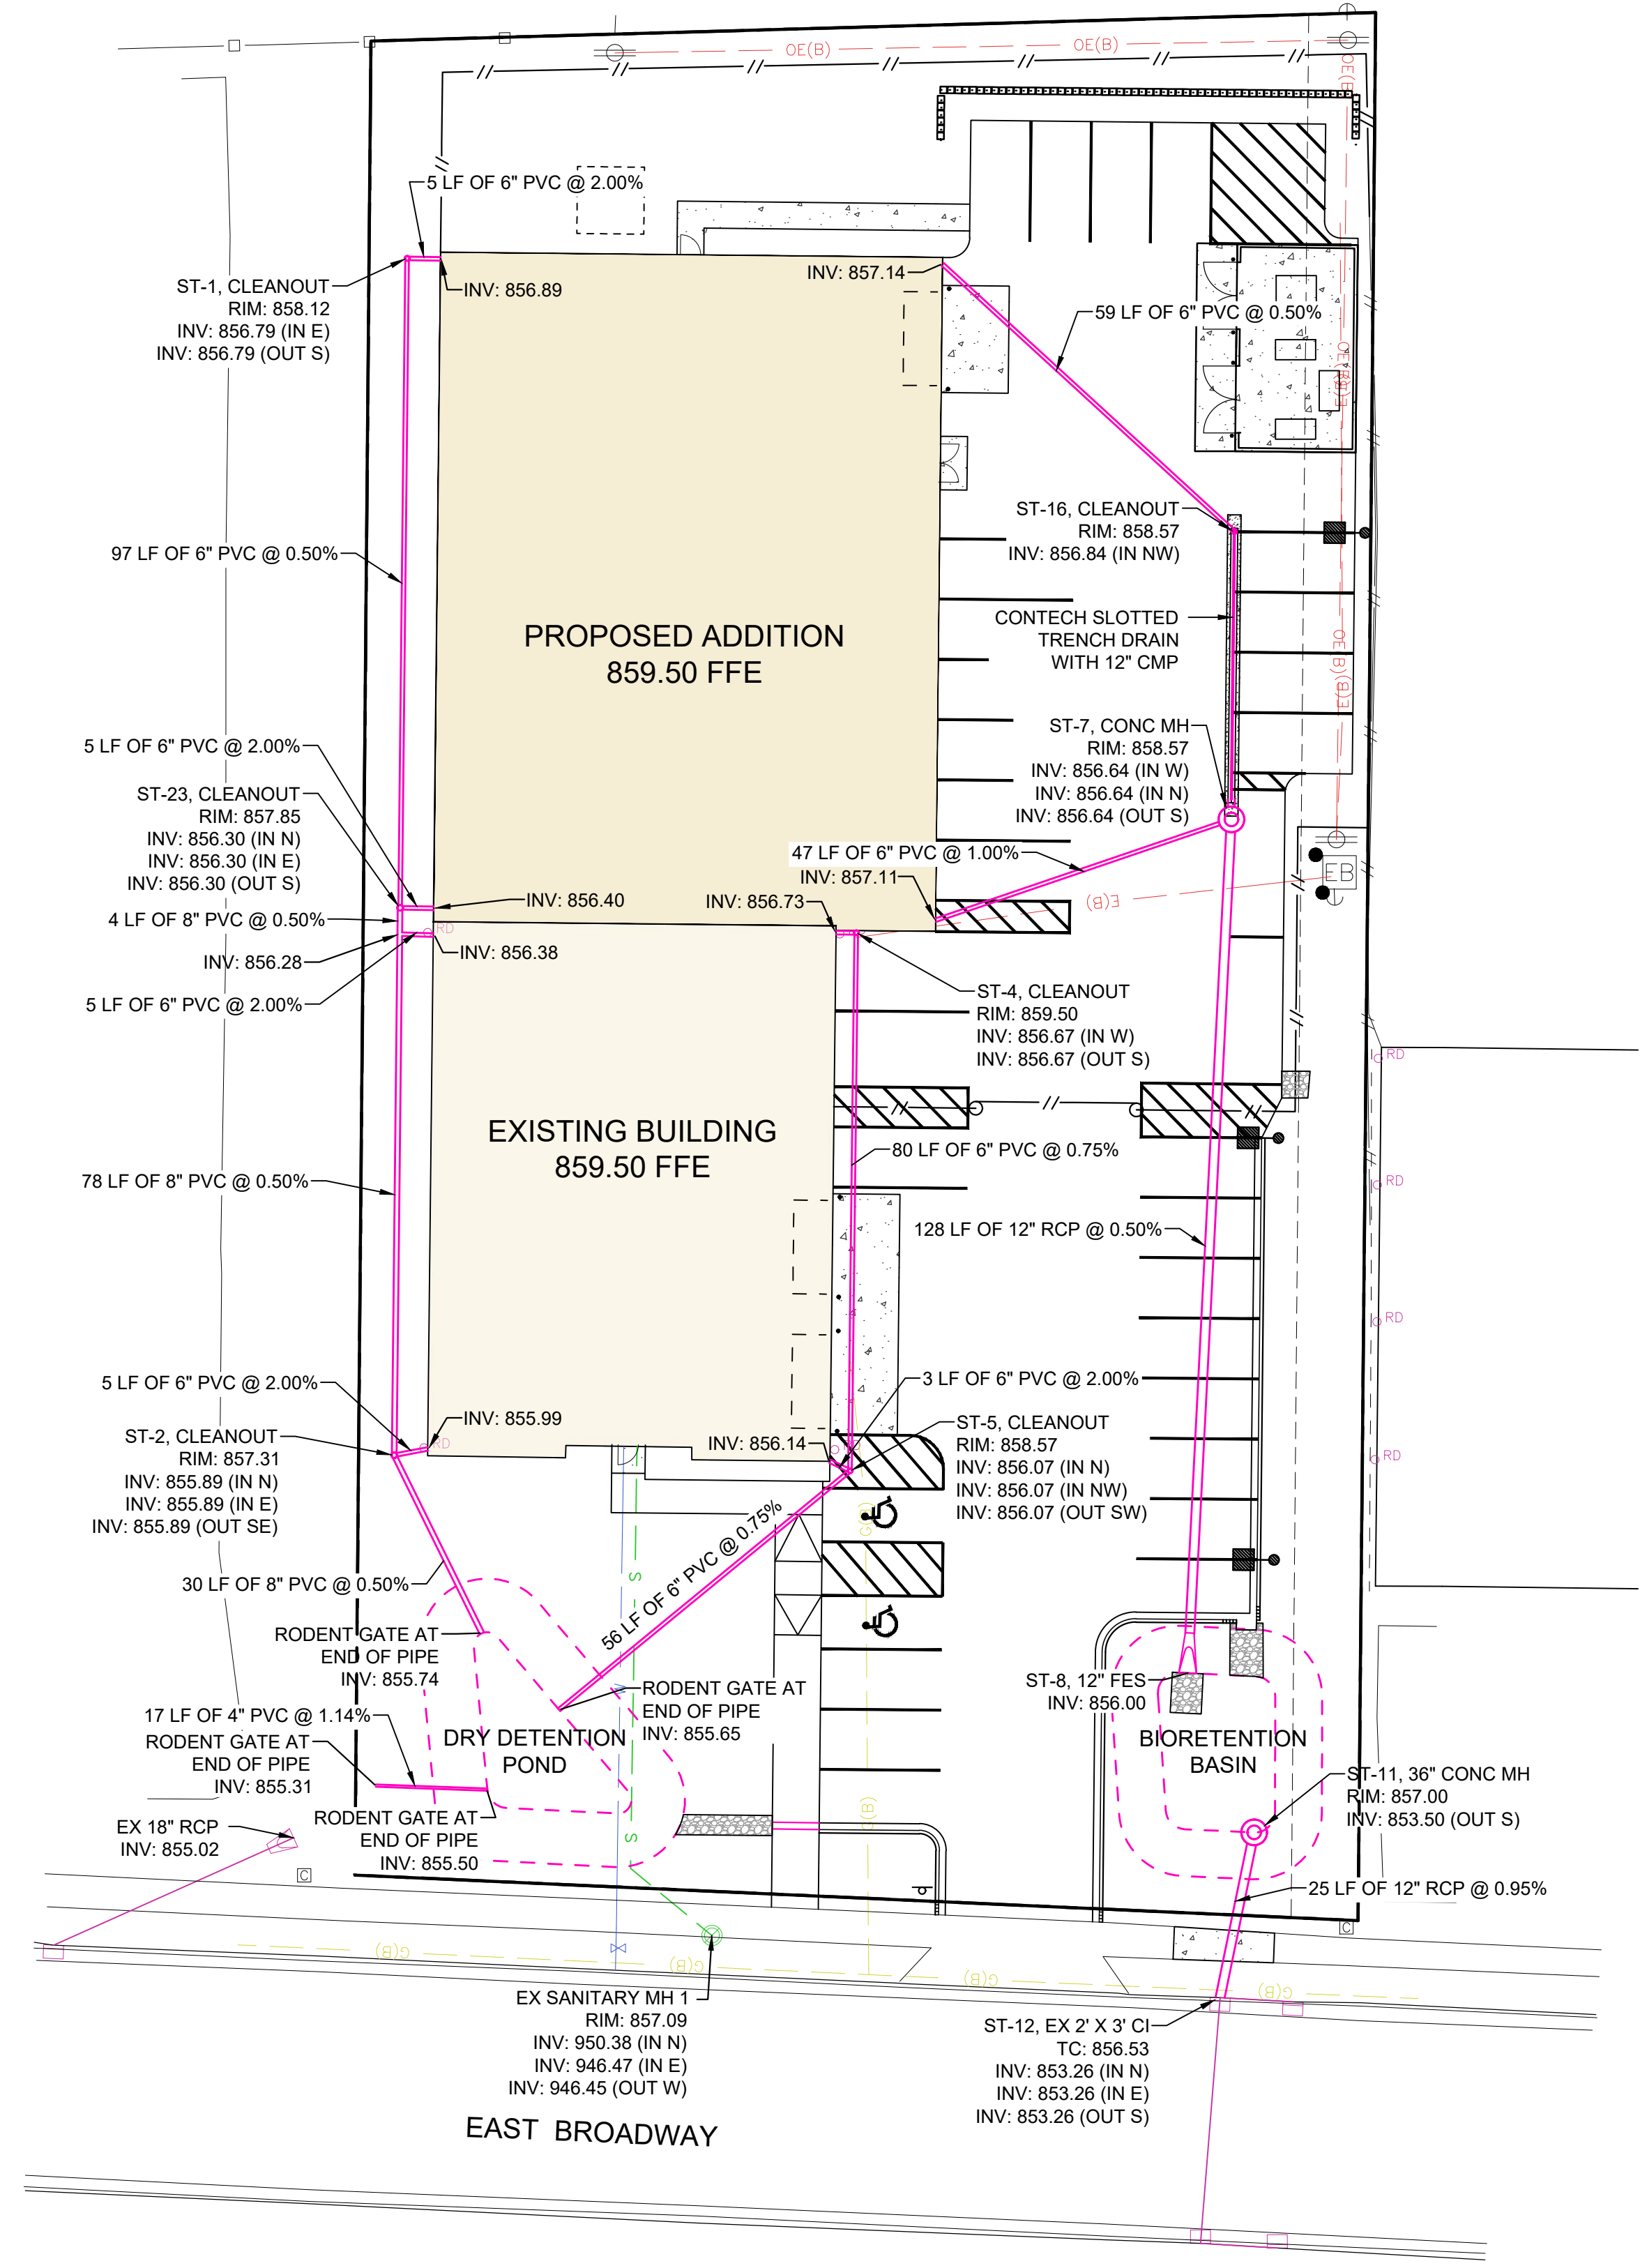 OE(B)
OE(B)
5 LF OF 6" PVC @ 2.00%
ST-1, CLEANOUT
RIM: 858.12
INV: 856.79 (IN E)
INV: 856.79 (OUT S)
INV: 856.89
INV: 857.14
59 LF OF 6" PVC @ 0.50%
ST-16, CLEANOUT
RIM: 858.57
INV: 856.84 (IN NW)
97 LF OF 6" PVC @ 0.50%
CONTECH SLOTTED
TRENCH DRAIN
WITH 12" CMP
PROPOSED ADDITION
859.50 FFE
ST-7, CONC MH
RIM: 858.57
INV: 856.64 (IN W)
INV: 856.64 (IN N)
INV: 856.64 (OUT S)
5 LF OF 6" PVC @ 2.00%
ST-23, CLEANOUT
RIM: 857.85
INV: 856.30 (IN N)
INV: 856.30 (IN E)
INV: 856.30 (OUT S)
4 LF OF 8" PVC @ 0.50%
47 LF OF 6" PVC @ 1.00%
INV: 857.11
EB
E(B)
INV: 856.40
INV: 856.73
RD
INV: 856.28
INV: 856.38
5 LF OF 6" PVC @ 2.00%
ST-4, CLEANOUT
RIM: 859.50
INV: 856.67 (IN W)
INV: 856.67 (OUT S)
RD
EXISTING BUILDING
859.50 FFE
80 LF OF 6" PVC @ 0.75%
78 LF OF 8" PVC @ 0.50%
RD
128 LF OF 12" RCP @ 0.50%
RD
5 LF OF 6" PVC @ 2.00%
3 LF OF 6" PVC @ 2.00%
INV: 855.99
RD
ST-2, CLEANOUT
RIM: 857.31
INV: 855.89 (IN N)
INV: 855.89 (IN E)
INV: 855.89 (OUT SE)
INV: 856.14
ST-5, CLEANOUT
RIM: 858.57
INV: 856.07 (IN N)
INV: 856.07 (IN NW)
INV: 856.07 (OUT SW)
RD
56 LF OF 6" PVC @ 0.75%
S
30 LF OF 8" PVC @ 0.50%
RODENT GATE AT
END OF PIPE
INV: 855.74
RODENT GATE AT
END OF PIPE
INV: 855.65
ST-8, 12" FES
INV: 856.00
17 LF OF 4" PVC @ 1.14%
RODENT GATE AT
END OF PIPE
INV: 855.31
DRY DETENTION
POND
BIORETENTION
BASIN
ST-11, 36" CONC MH
RIM: 857.00
INV: 853.50 (OUT S)
RODENT GATE AT
END OF PIPE
INV: 855.50
EX 18" RCP
INV: 855.02
G(B)
S
C
25 LF OF 12" RCP @ 0.95%
C
G(B)
G(B)
G(B)
G(B)
EX SANITARY MH 1
RIM: 857.09
INV: 950.38 (IN N)
INV: 946.47 (IN E)
INV: 946.45 (OUT W)
ST-12, EX 2' X 3' CI
TC: 856.53
INV: 853.26 (IN N)
INV: 853.26 (IN E)
INV: 853.26 (OUT S)
EAST BROADWAY